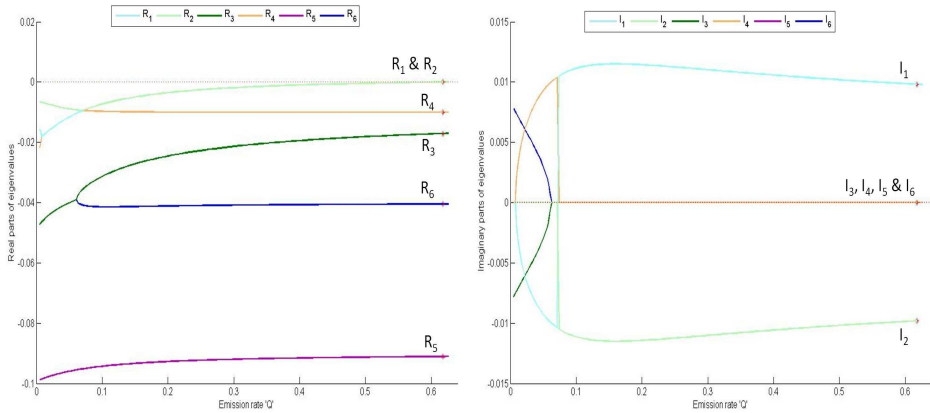 R1 R2 R3 R4 R5 R6
0.02
0
-0.02
-0.04
-0.06
-0.08
-0.1
Real parts of eigenvalues
R1 & R2
R4
R3
R6
R5
0 0.1 0.2 0.3 0.4 0.5 0.6
Emission rate 'Q'
I1 I2 I3 I4 I5 I6
0.015
0.010
0.005
0
-0.005
-0.01
-0.015
Imaginary parts of eigenvalues
I1
I3, I4, I5 & I6
I2
0 0.1 0.2 0.3 0.4 0.5 0.6
Emission rate 'Q'